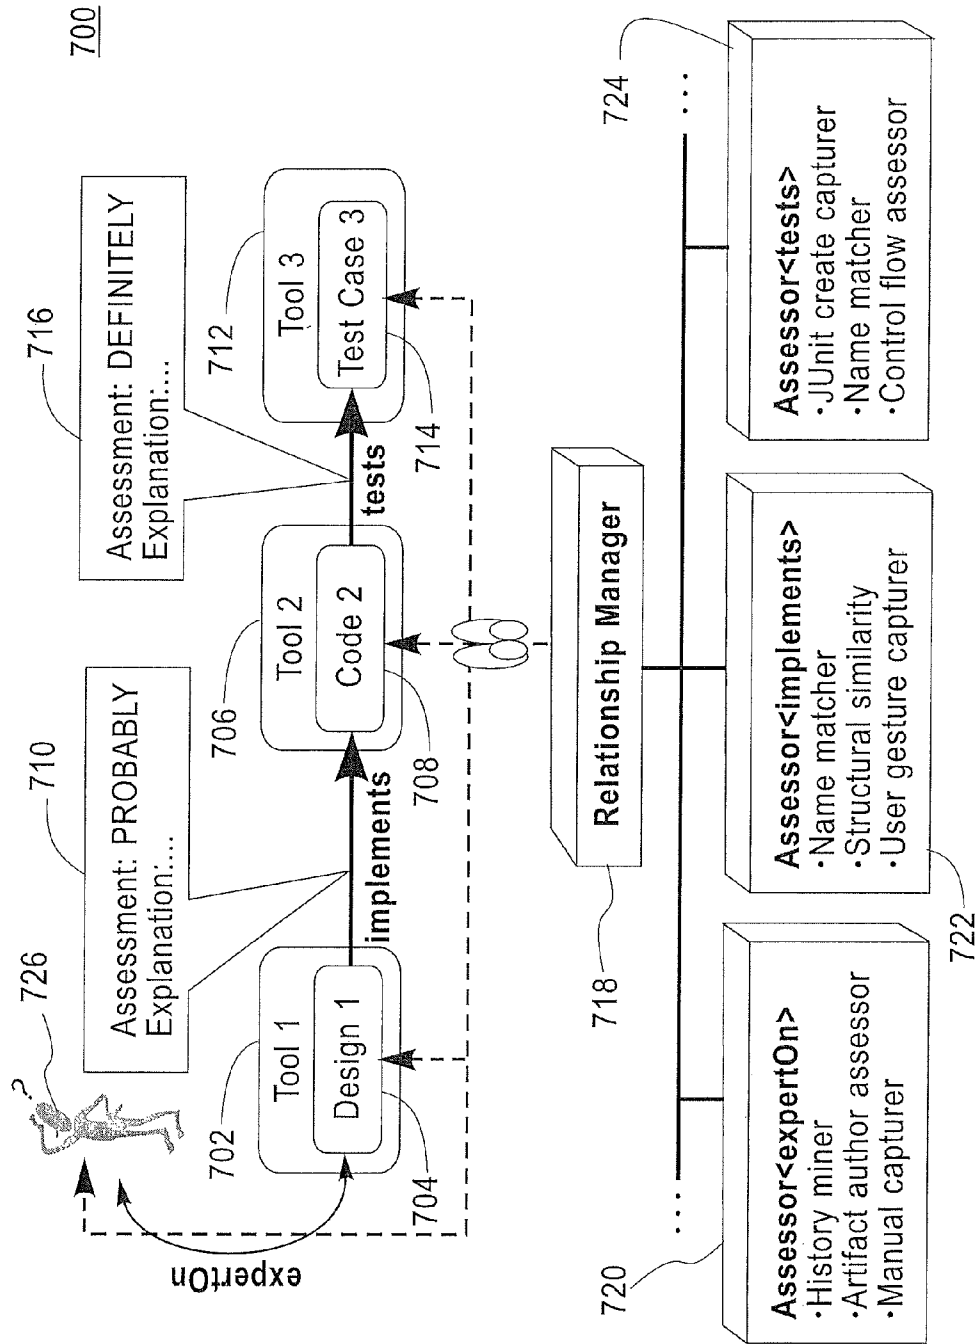 700
726
?
710
Assessment: PROBABLY
Explanation:...
716
Assessment: DEFINITELY
Explanation:....
702
Tool 1
Design 1
704
706
Tool 2
Code 2
708
712
Tool 3
Test Case 3
714
implements
tests
expertOn
718
Relationship Manager
...
...
720
Assessor<expertOn>
·History miner
·Artifact author assessor
·Manual capturer
722
Assessor<implements>
·Name matcher
·Structural similarity
·User gesture capturer
724
Assessor<tests>
·JUnit create capturer
·Name matcher
·Control flow assessor